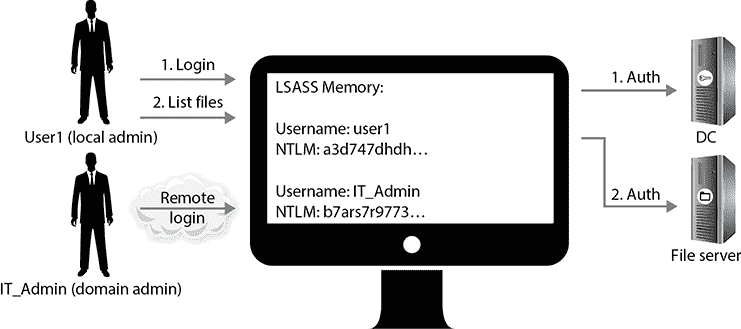 1. Login
2. List files
User1 (local admin)
Remote
login
IT_Admin (domain admin)
LSASS Memory:
Username: user1
NTLM: a3d747dhdh…
Username: IT_Admin
NTLM: b7ars7r9773…
1. Auth
DC
2. Auth
File server